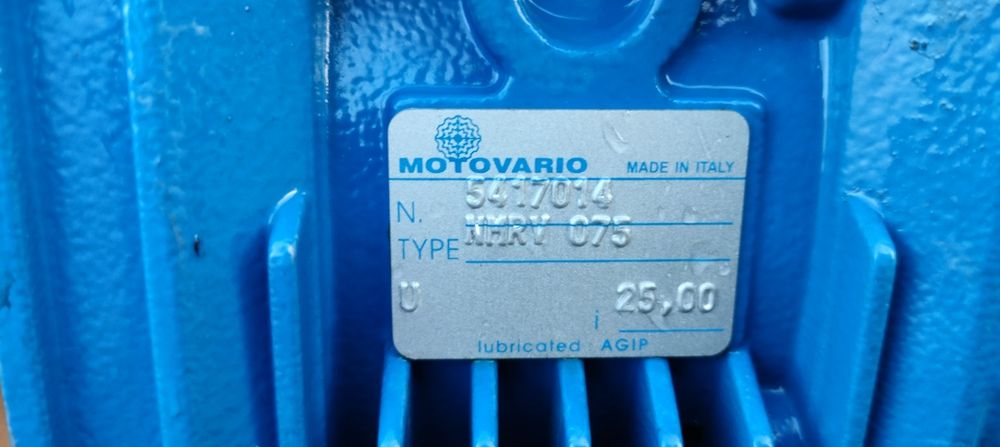 MOTOVARIO MADE IN ITALY
N. 5417014
TYPE NMRV 075
U i 25,00
lubricated AGIP